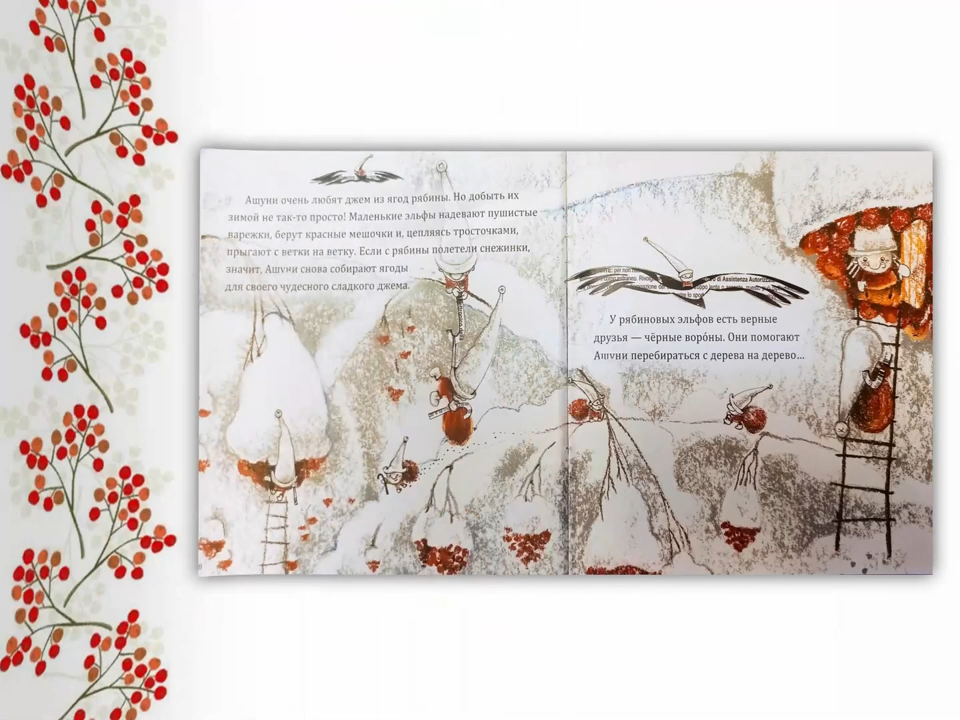 Ашуни очень любят джем из ягод рябины. Но добыть их
зимой не так-то просто! Маленькие эльфы надевают пушистые
варежки, берут красные мешочки и, цепляясь тросточками,
прыгают с ветки на ветку. Если с рябины полетели снежинки,
значит, Ашуни снова собирают ягоды
для своего чудесного сладкого джема.
di Assistenza Autorizza
У рябиновых эльфов есть верные
друзья — чёрные воро́ны. Они помогают
Ашуни перебираться с дерева на дерево...